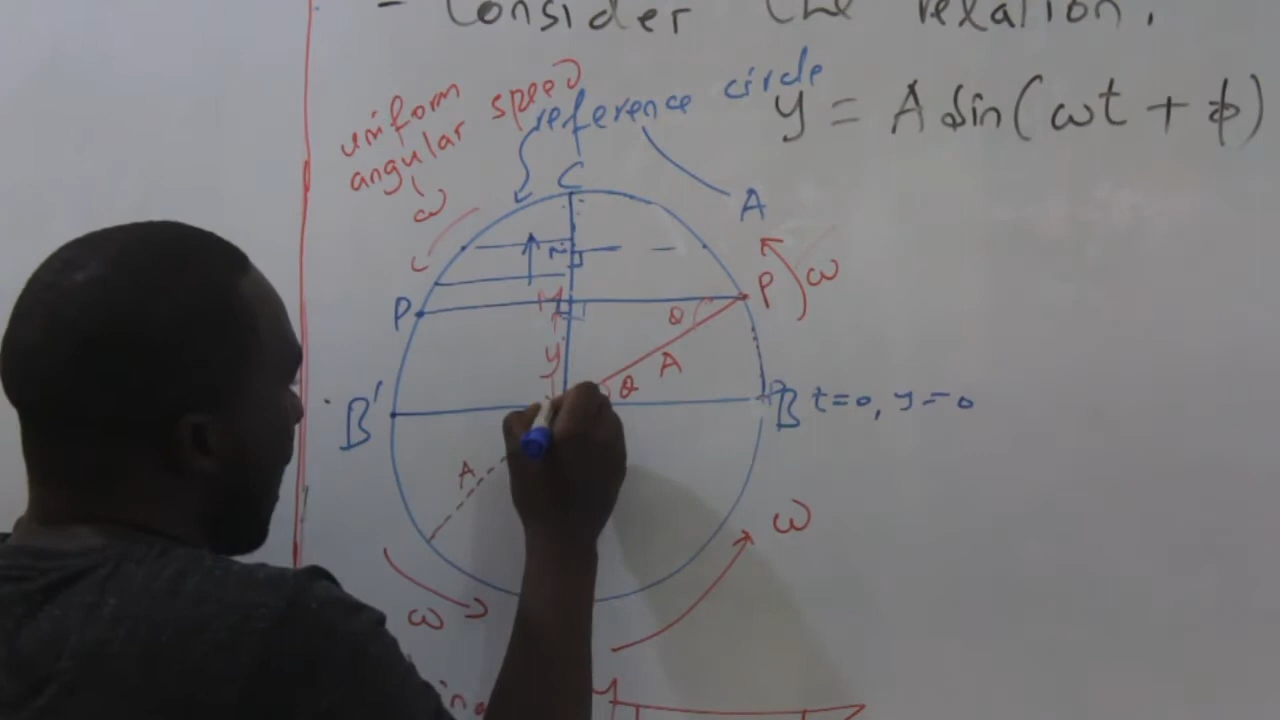 - Consider the relation.
y = A sin(ωt + ϕ)
uniform
angular speed
ω
reference circle
C
A
P
M
θ
P
ω
y
A
θ
B'
B t=0, y=0
A
ω
ω